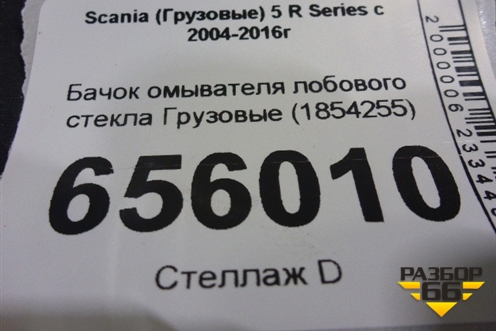 Scania (Грузовые) 5 R Series с
2004-2016г
Бачок омывателя лобового
стекла Грузовые (1854255)
656010
Стеллаж D
РАЗБОР
66